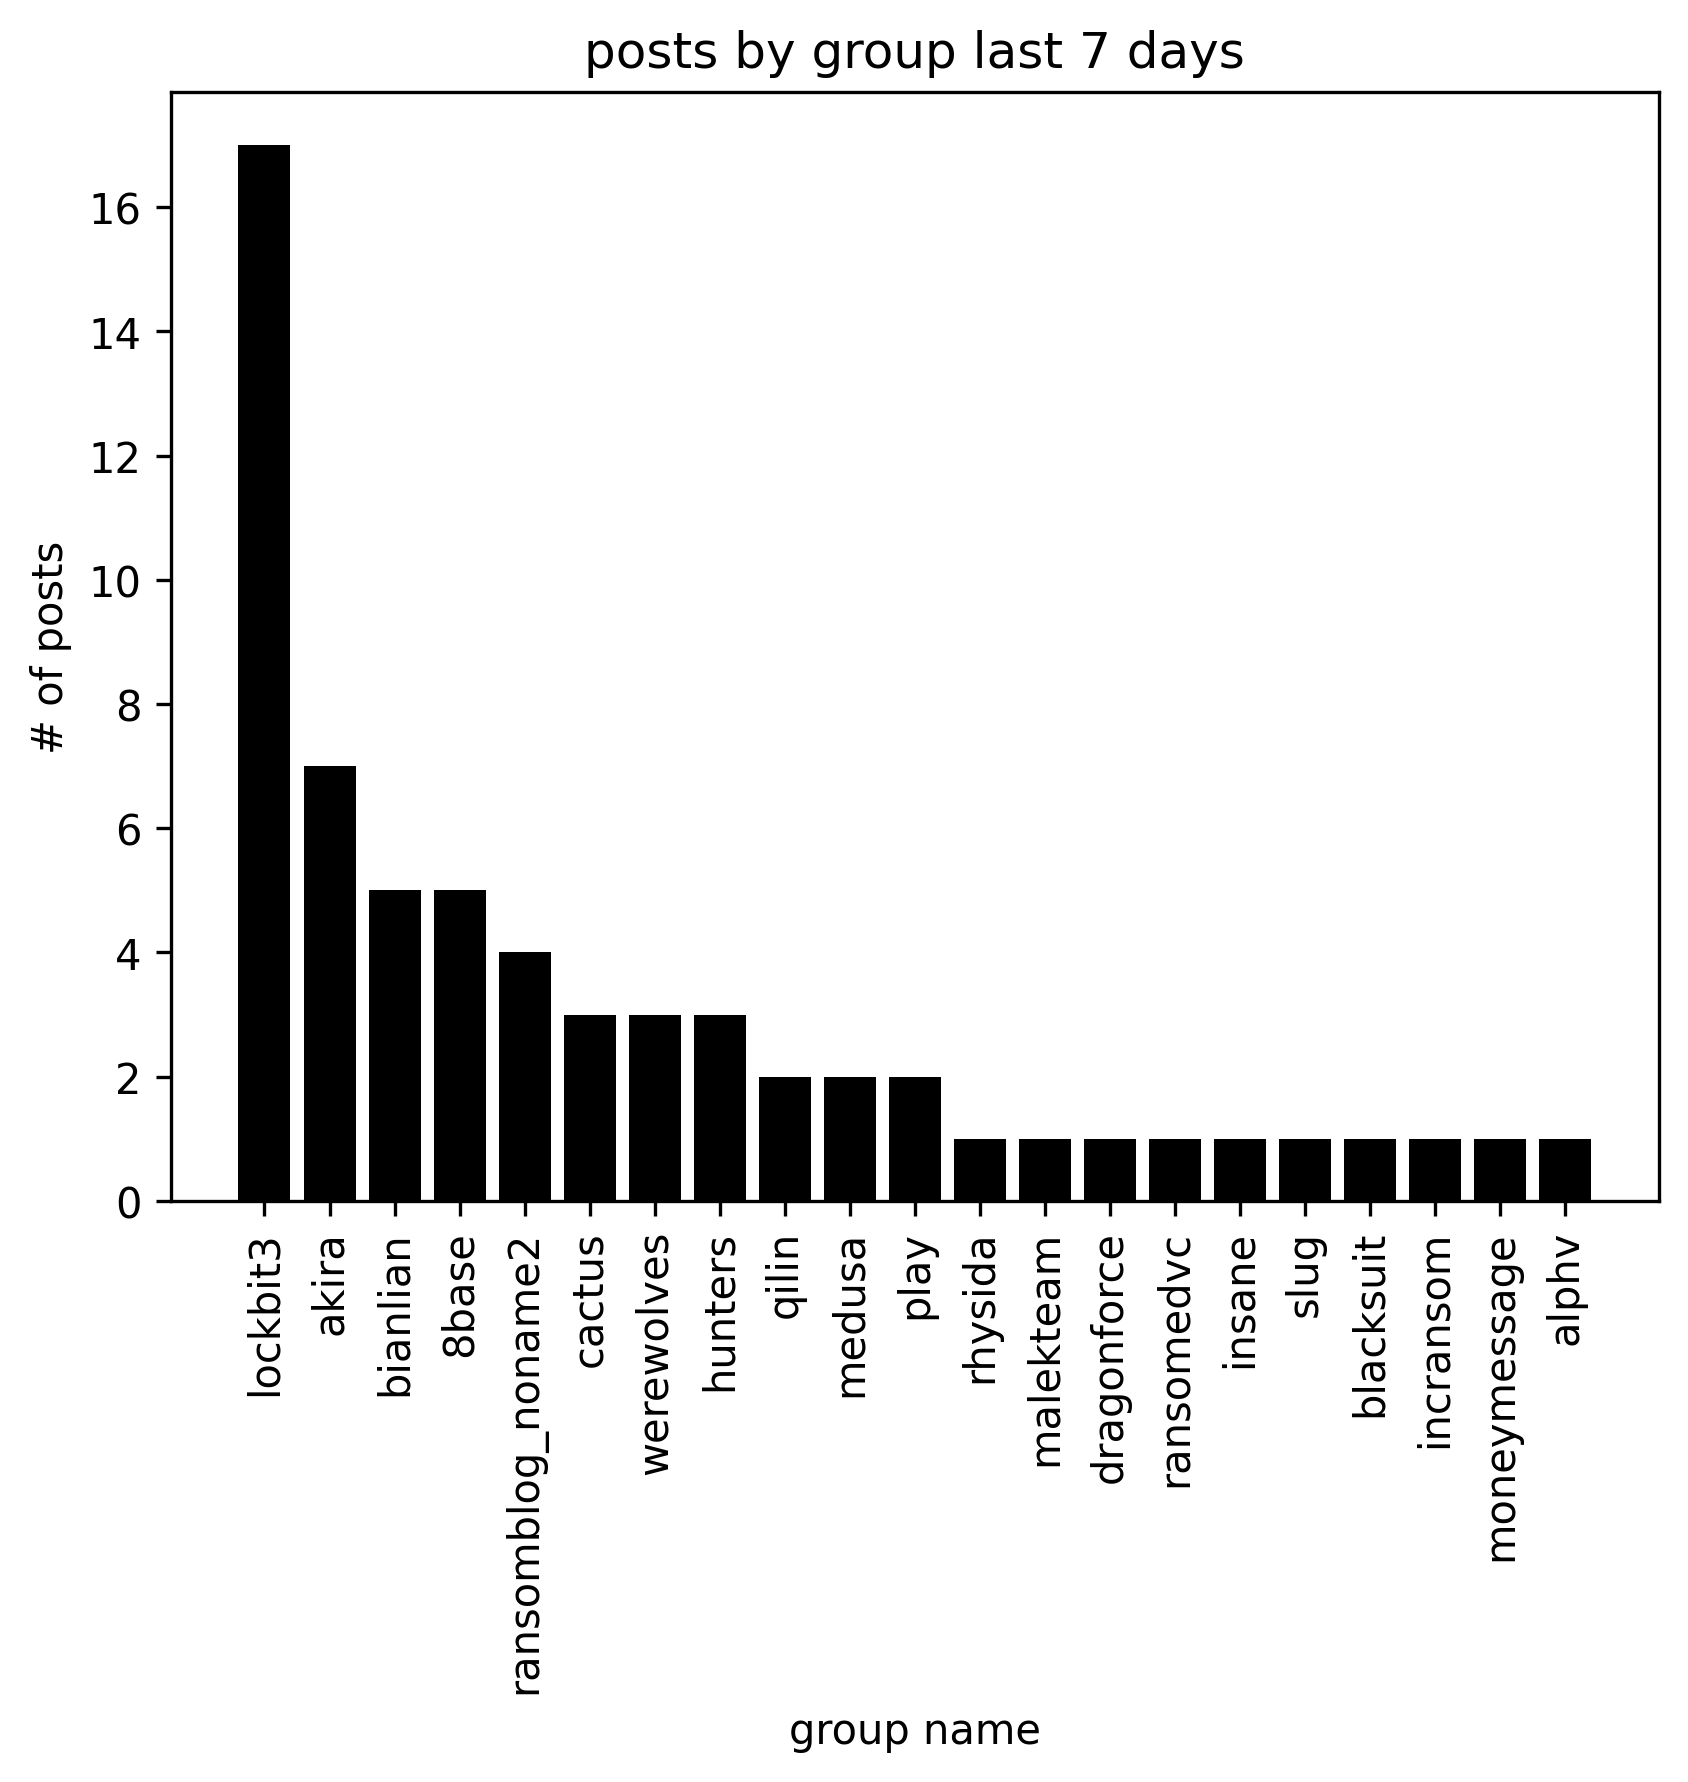 posts by group last 7 days
# of posts
16
14
12
10
8
6
4
2
0
lockbit3
akira
bianlian
8base
ransomblog_noname2
cactus
werewolves
hunters
qilin
medusa
play
rhysida
malekteam
dragonforce
ransomedvc
insane
slug
blacksuit
incransom
moneymessage
alphv
group name